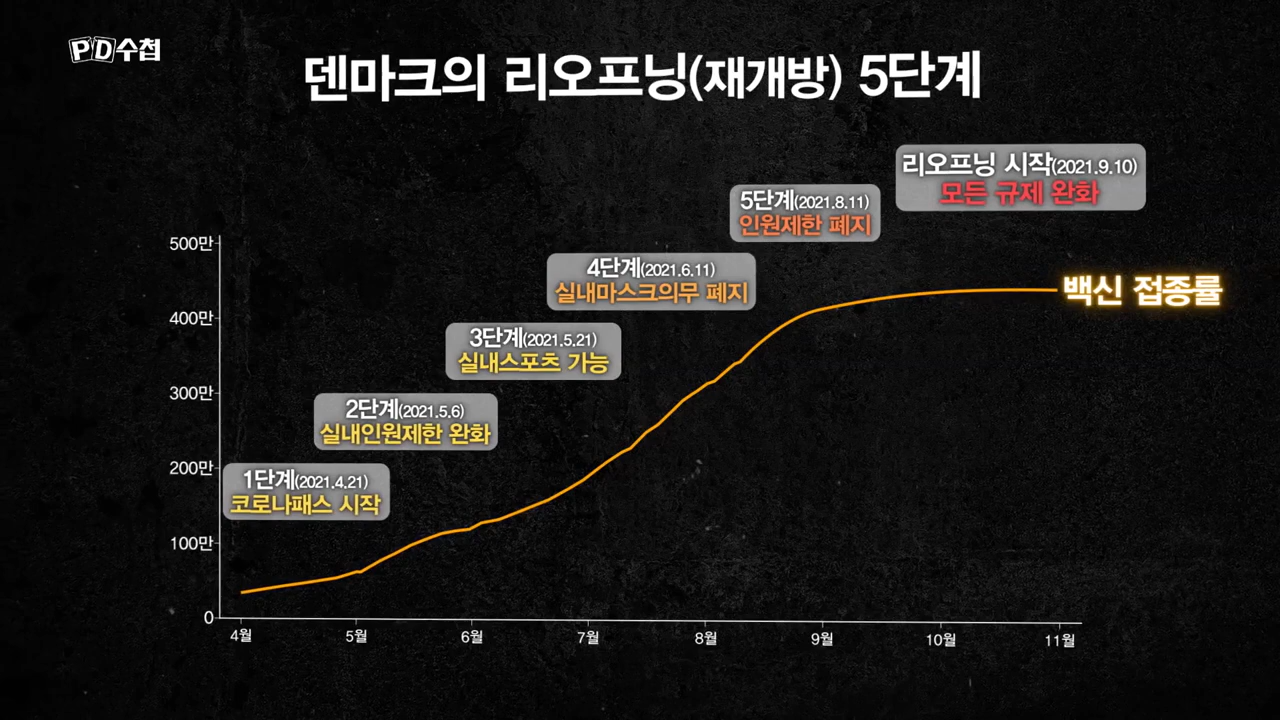 PD수첩
덴마크의 리오프닝(재개방) 5단계
리오프닝 시작(2021.9.10)
모든 규제 완화
5단계(2021.8.11)
인원제한 폐지
4단계(2021.6.11)
실내마스크의무 폐지
3단계(2021.5.21)
실내스포츠 가능
2단계(2021.5.6)
실내인원제한 완화
1단계(2021.4.21)
코로나패스 시작
백신 접종률
500만
400만
300만
200만
100만
0
4월 5월 6월 7월 8월 9월 10월 11월